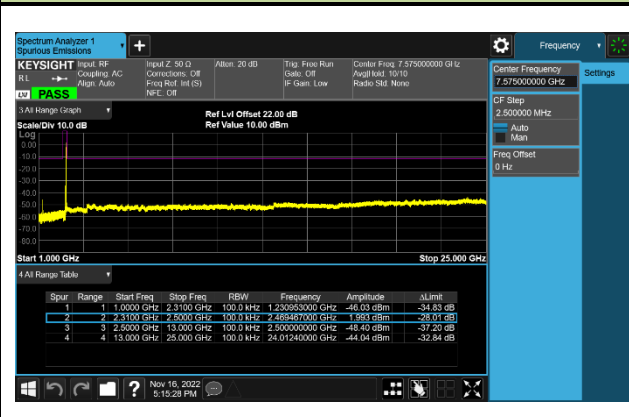 Spectrum Analyzer 1
Spurious Emissions
+
Frequency
KEYSIGHT
Input: RF
Input Z: 50 Ω
Atten: 20 dB
Trig: Free Run
Center Freq: 7.575000000 GHz
RL
Coupling: AC
Corrections: Off
Gate: Off
Avg|Hold: 10/10
Align: Auto
Freq Ref: Int (S)
IF Gain: Low
Radio Std: None
NFE: Off
LW PASS
Center Frequency
7.575000000 GHz
Settings
CF Step
2.500000 MHz
Auto
Man
Freq Offset
0 Hz
3 All Range Graph
Ref Lvl Offset 22.00 dB
Scale/Div 10.0 dB
Ref Value 10.00 dBm
Log
0.00
-10.0
-20.0
-30.0
-40.0
-50.0
-60.0
-70.0
-80.0
Start 1.000 GHz
Stop 25.000 GHz
4 All Range Table
Spur Range Start Freq Stop Freq RBW Frequency Amplitude ΔLimit
1 1 1.0000 GHz 2.3100 GHz 100.0 kHz 1.230953000 GHz -46.03 dBm -34.83 dB
2 2 2.3100 GHz 2.5000 GHz 100.0 kHz 2.469467000 GHz 1.993 dBm -28.01 dB
3 3 2.5000 GHz 13.000 GHz 100.0 kHz 2.500000000 GHz -48.40 dBm -37.20 dB
4 4 13.000 GHz 25.000 GHz 100.0 kHz 24.01240000 GHz -44.04 dBm -32.84 dB
?
Nov 16, 2022
5:15:28 PM